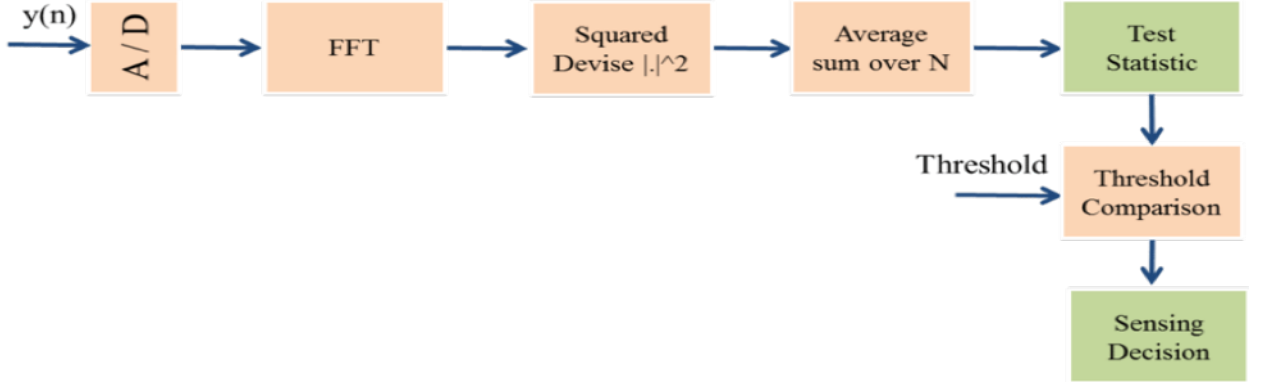 y(n)
A / D
FFT
Squared
Devise |.|^2
Average
sum over N
Test
Statistic
Threshold
Threshold
Comparison
Sensing
Decision